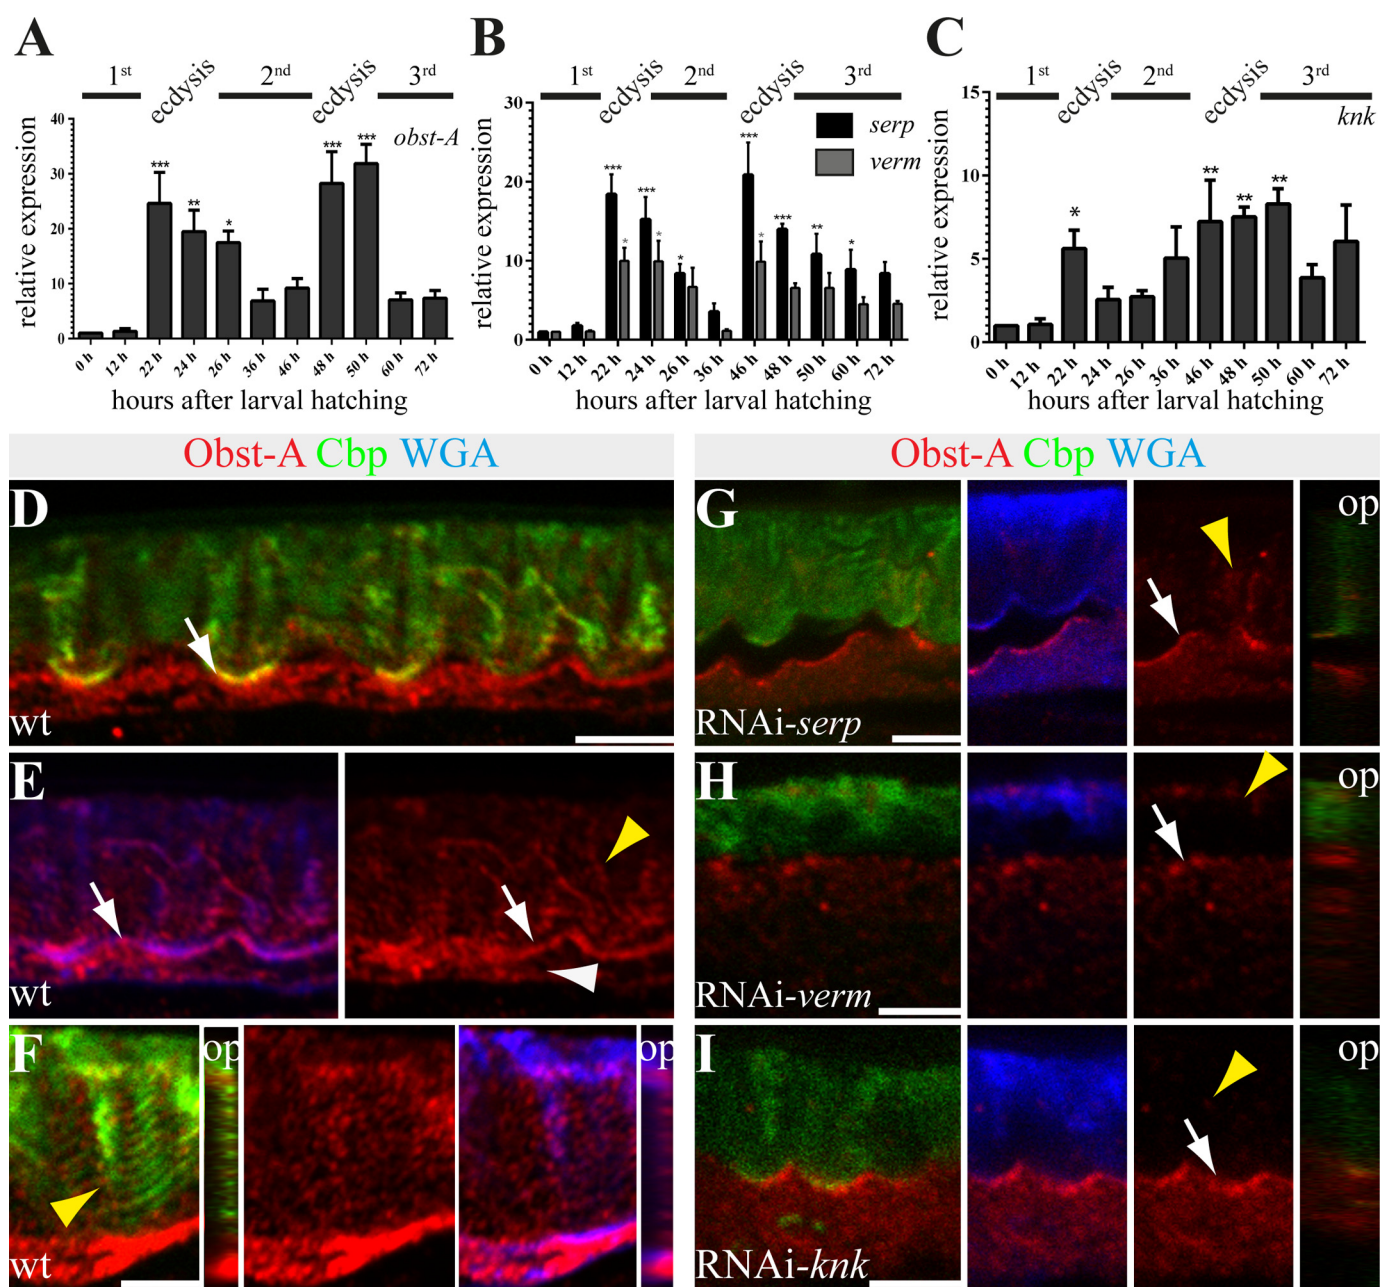 A
1st ecdysis 2nd ecdysis 3rd
obst-A
relative expression
40
30
20
10
0
*** ** * *** ***
0 h 12 h 22 h 24 h 26 h 36 h 46 h 48 h 50 h 60 h 72 h
hours after larval hatching
B
1st ecdysis 2nd ecdysis 3rd
serp
verm
relative expression
30
20
10
0
*** * *** * * *** * *** ** *
0 h 12 h 22 h 24 h 26 h 36 h 46 h 48 h 50 h 60 h 72 h
hours after larval hatching
C
1st ecdysis 2nd ecdysis 3rd
knk
relative expression
15
10
5
0
* ** ** **
0 h 12 h 22 h 24 h 26 h 36 h 46 h 48 h 50 h 60 h 72 h
hours after larval hatching
Obst-A Cbp WGA
D
wt
E
wt
F
op
op
wt
Obst-A Cbp WGA
G
op
RNAi-serp
H
op
RNAi-verm
I
op
RNAi-knk